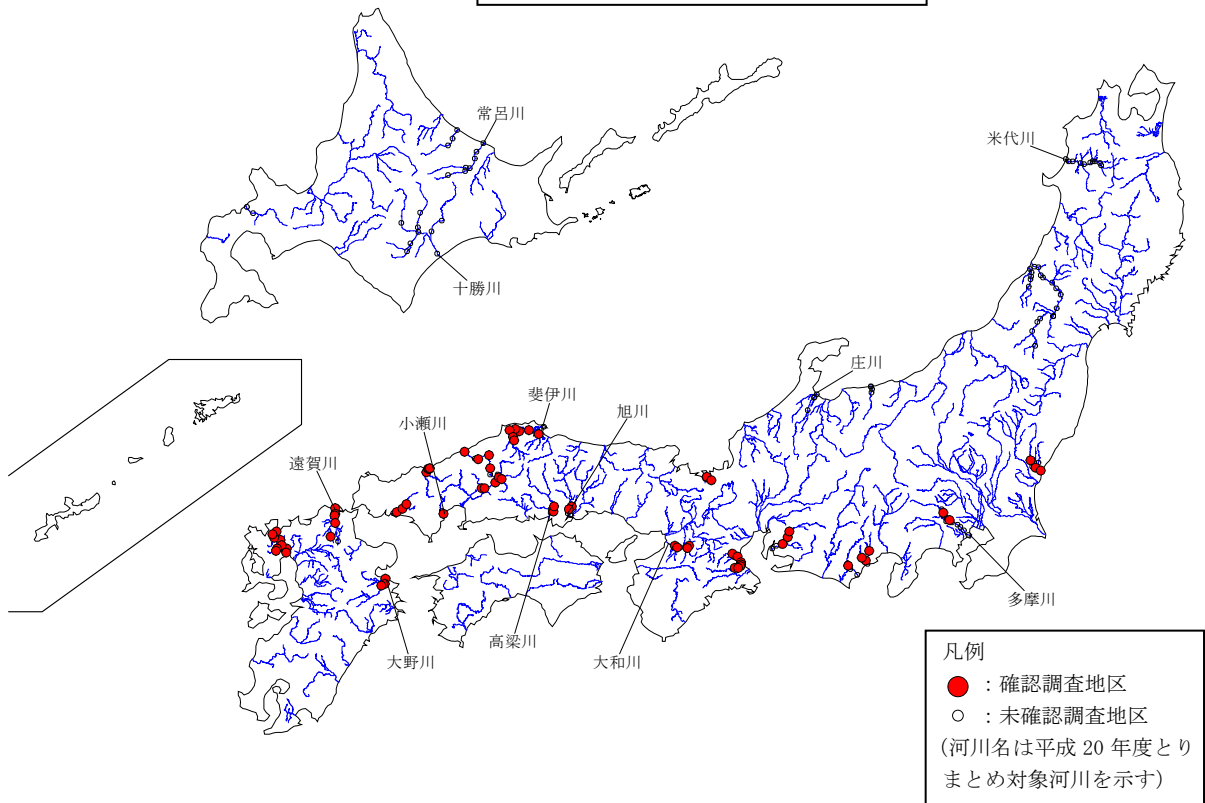 常呂川
米代川
十勝川
庄川
斐伊川
旭川
小瀬川
遠賀川
多摩川
高梁川
大和川
大野川
凡例
：確認調査地区
：未確認調査地区
(河川名は平成 20 年度とり
まとめ対象河川を示す)